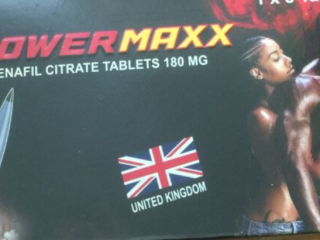 OWERMAXX
ENAFIL CITRATE TABLETS 180 MG
UNITED KINGDOM